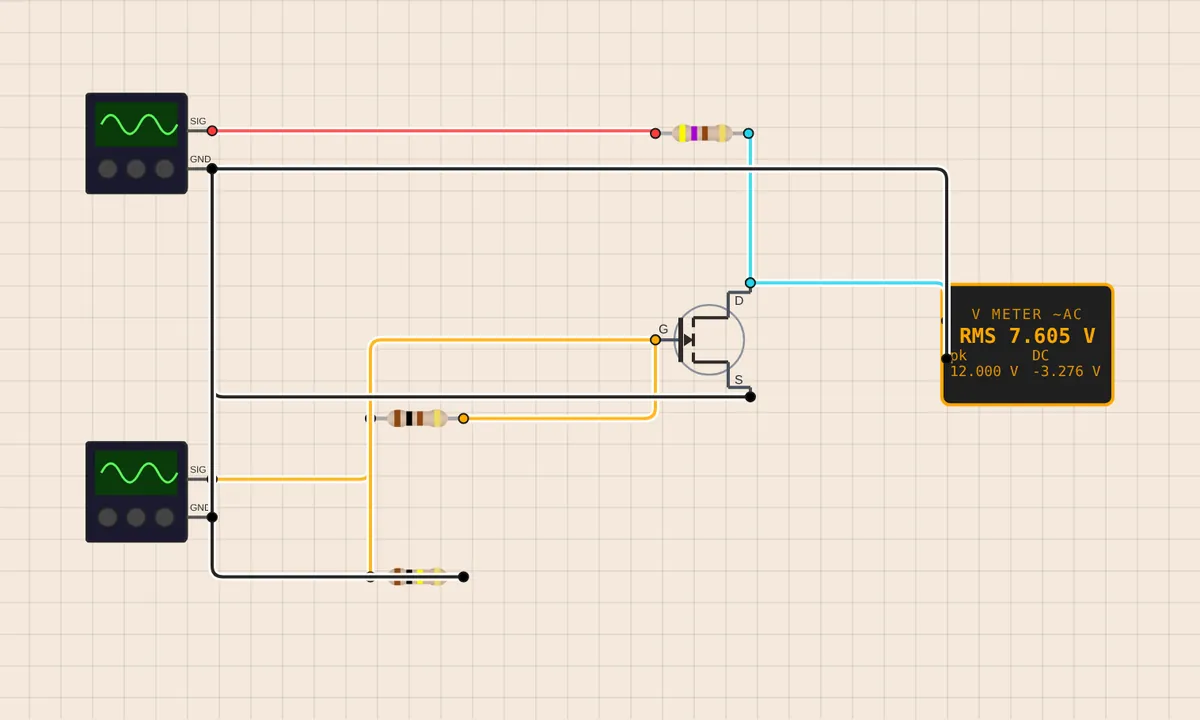 SIG
GND
G
D
S
V METER ~AC
RMS 7.605 V
pk DC
12.000 V -3.276 V
SIG
GND